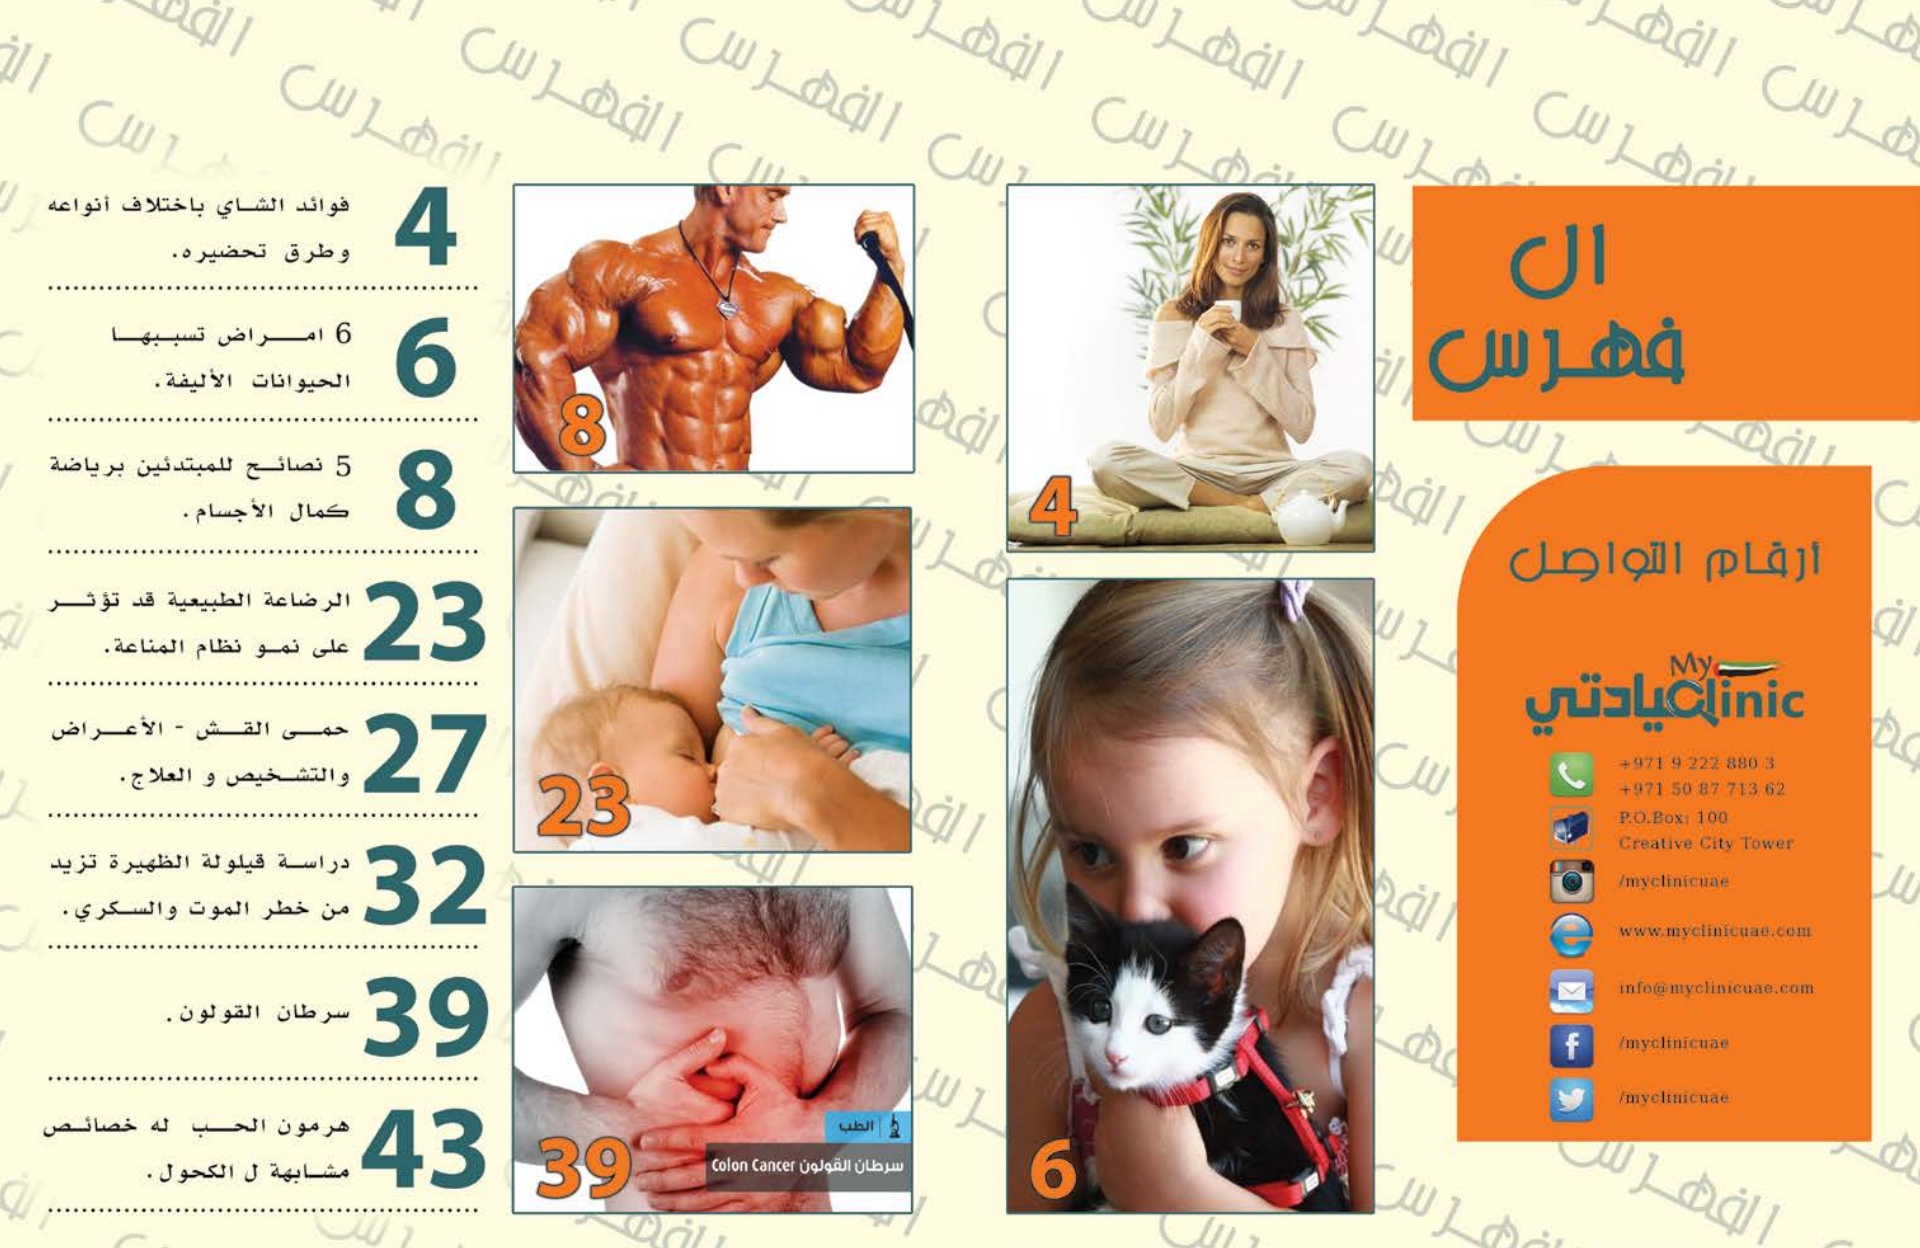 ال
فهرس
أرقام التواصل
My
عيادتي Clinic
+971 9 222 880 3
+971 50 87 713 62
P.O.Box: 100
Creative City Tower
/myclinicuae
www.myclinicuae.com
info@myclinicuae.com
/myclinicuae
/myclinicuae
4
6
8
23
39
الطب
سرطان القولون Colon Cancer
4
فوائد الشاي باختلاف أنواعه
وطرق تحضيره.
6
6 امراض تسببها
الحيوانات الأليفة.
8
5 نصائح للمبتدئين برياضة
كمال الأجسام.
23
الرضاعة الطبيعية قد تؤثر
على نمو نظام المناعة.
27
حمى القش - الأعراض
والتشخيص و العلاج.
32
دراسة قيلولة الظهيرة تزيد
من خطر الموت والسكري.
39
سرطان القولون.
43
هرمون الحب له خصائص
مشابهة ل الكحول.